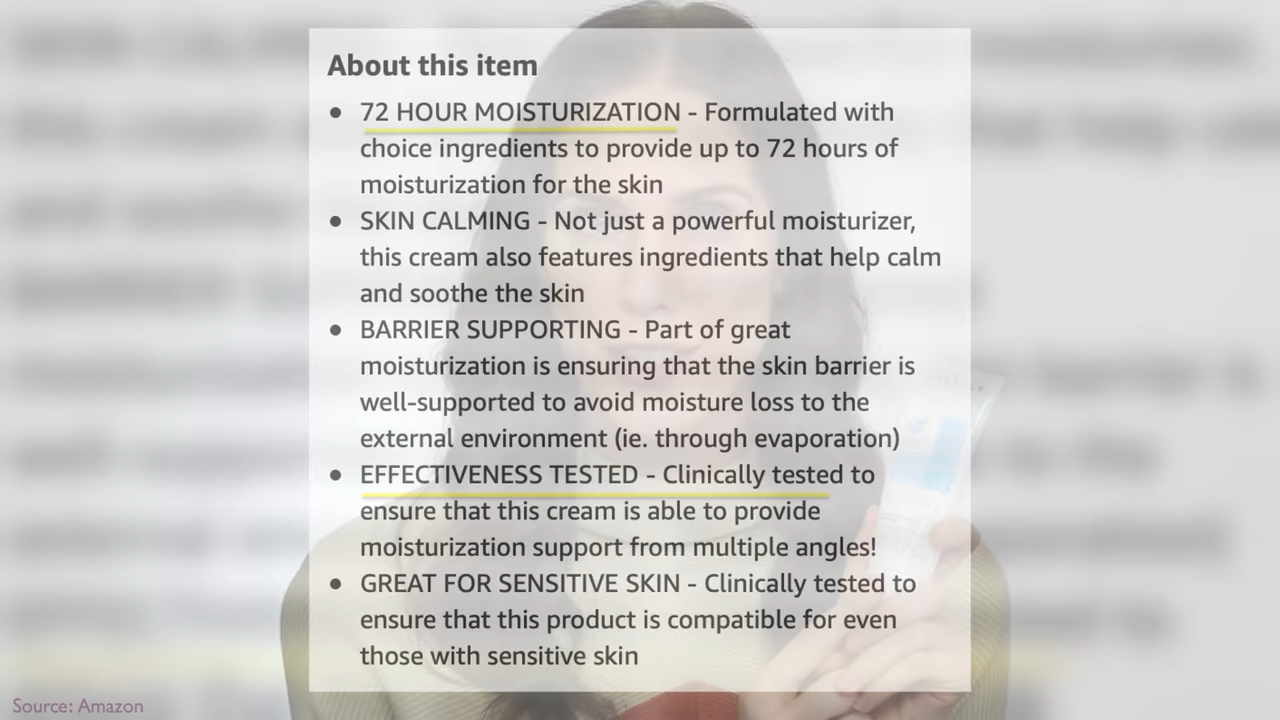 About this item
• 72 HOUR MOISTURIZATION - Formulated with
choice ingredients to provide up to 72 hours of
moisturization for the skin
• SKIN CALMING - Not just a powerful moisturizer,
this cream also features ingredients that help calm
and soothe the skin
• BARRIER SUPPORTING - Part of great
moisturization is ensuring that the skin barrier is
well-supported to avoid moisture loss to the
external environment (ie. through evaporation)
• EFFECTIVENESS TESTED - Clinically tested to
ensure that this cream is able to provide
moisturization support from multiple angles!
• GREAT FOR SENSITIVE SKIN - Clinically tested to
ensure that this product is compatible for even
those with sensitive skin
Source: Amazon